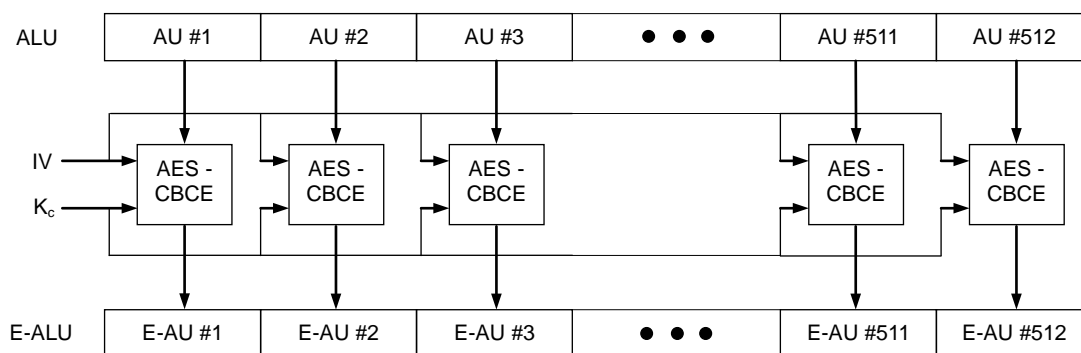 ALU AU #1 AU #2 AU #3 ● ● ● AU #511 AU #512
IV
AES - CBCE AES - CBCE AES - CBCE AES - CBCE AES - CBCE
Kc
E-ALU E-AU #1 E-AU #2 E-AU #3 ● ● ● E-AU #511 E-AU #512